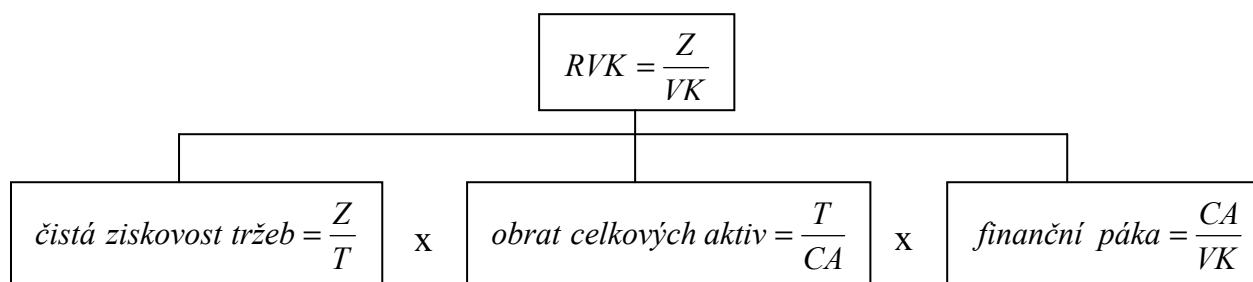 RVK = Z/VK
čistá ziskovost tržeb = Z/T x obrat celkových aktiv = T/CA x finanční páka = CA/VK